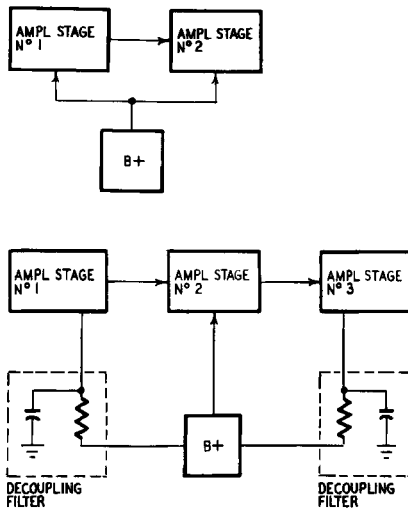 AMPL STAGE
Nº 1
AMPL STAGE
Nº 2
B+
AMPL STAGE
Nº 1
AMPL STAGE
Nº 2
AMPL STAGE
Nº 3
B+
DECOUPLING
FILTER
DECOUPLING
FILTER